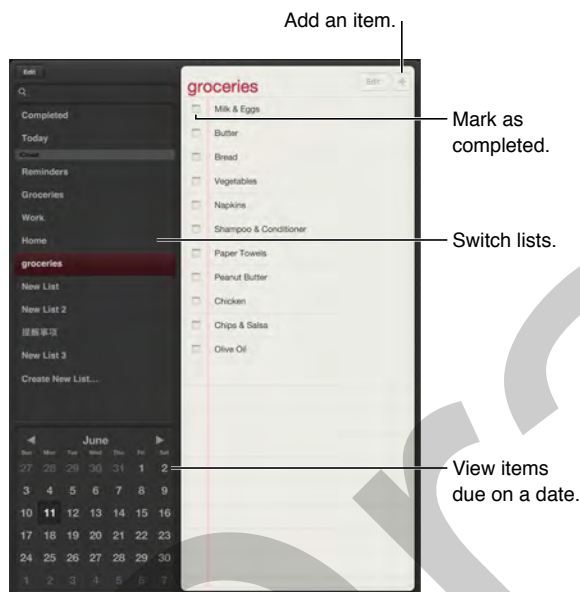 Add an item.
Edit
Completed
Today
iCloud
Reminders
Groceries
Work
Home
groceries
New List
New List 2
提醒事项
New List 3
Create New List...
June
Sun Mon Tue Wed Thu Fri Sat
27 28 29 30 31 1 2
3 4 5 6 7 8 9
10 11 12 13 14 15 16
17 18 19 20 21 22 23
24 25 26 27 28 29 30
1 2 3 4 5 6 7
groceries
Edit +
Milk & Eggs
Butter
Bread
Vegetables
Napkins
Shampoo & Conditioner
Paper Towels
Peanut Butter
Chicken
Chips & Salsa
Olive Oil
Mark as
completed.
Switch lists.
View items
due on a date.